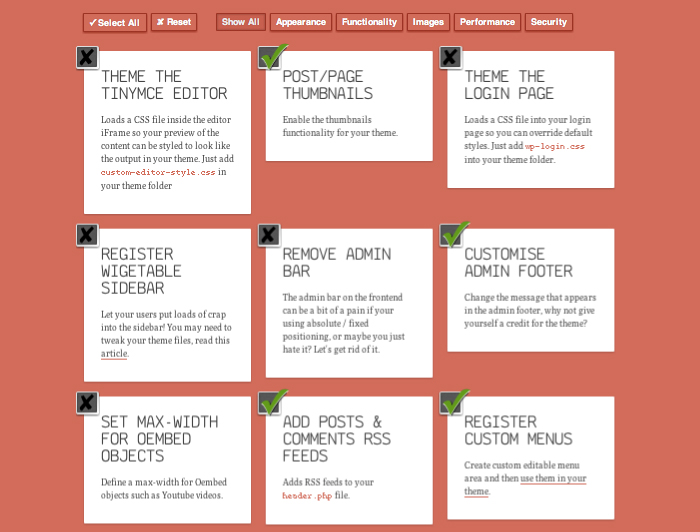 ✓Select All ✘ Reset Show All Appearance Functionality Images Performance Security
THEME THE
TINYMCE EDITOR
Loads a CSS file inside the editor
iFrame so your preview of the
content can be styled to look like
the output in your theme. Just add
custom-editor-style.css in
your theme folder
POST/PAGE
THUMBNAILS
Enable the thumbnails
functionality for your theme.
THEME THE
LOGIN PAGE
Loads a CSS file into your login
page so you can override default
styles. Just add wp-login.css
into your theme folder.
REGISTER
WIGETABLE
SIDEBAR
Let your users put loads of crap
into the sidebar! You may need to
tweak your theme files, read this
article.
REMOVE ADMIN
BAR
The admin bar on the frontend
can be a bit of a pain if your
using absolute / fixed
positioning, or maybe you just
hate it? Let's get rid of it.
CUSTOMISE
ADMIN FOOTER
Change the message that appears
in the admin footer, why not give
yourself a credit for the theme?
SET MAX-WIDTH
FOR OEMBED
OBJECTS
Define a max-width for Oembed
objects such as Youtube videos.
ADD POSTS &
COMMENTS RSS
FEEDS
Adds RSS feeds to your
header.php file.
REGISTER
CUSTOM MENUS
Create custom editable menu
area and then use them in your
theme.